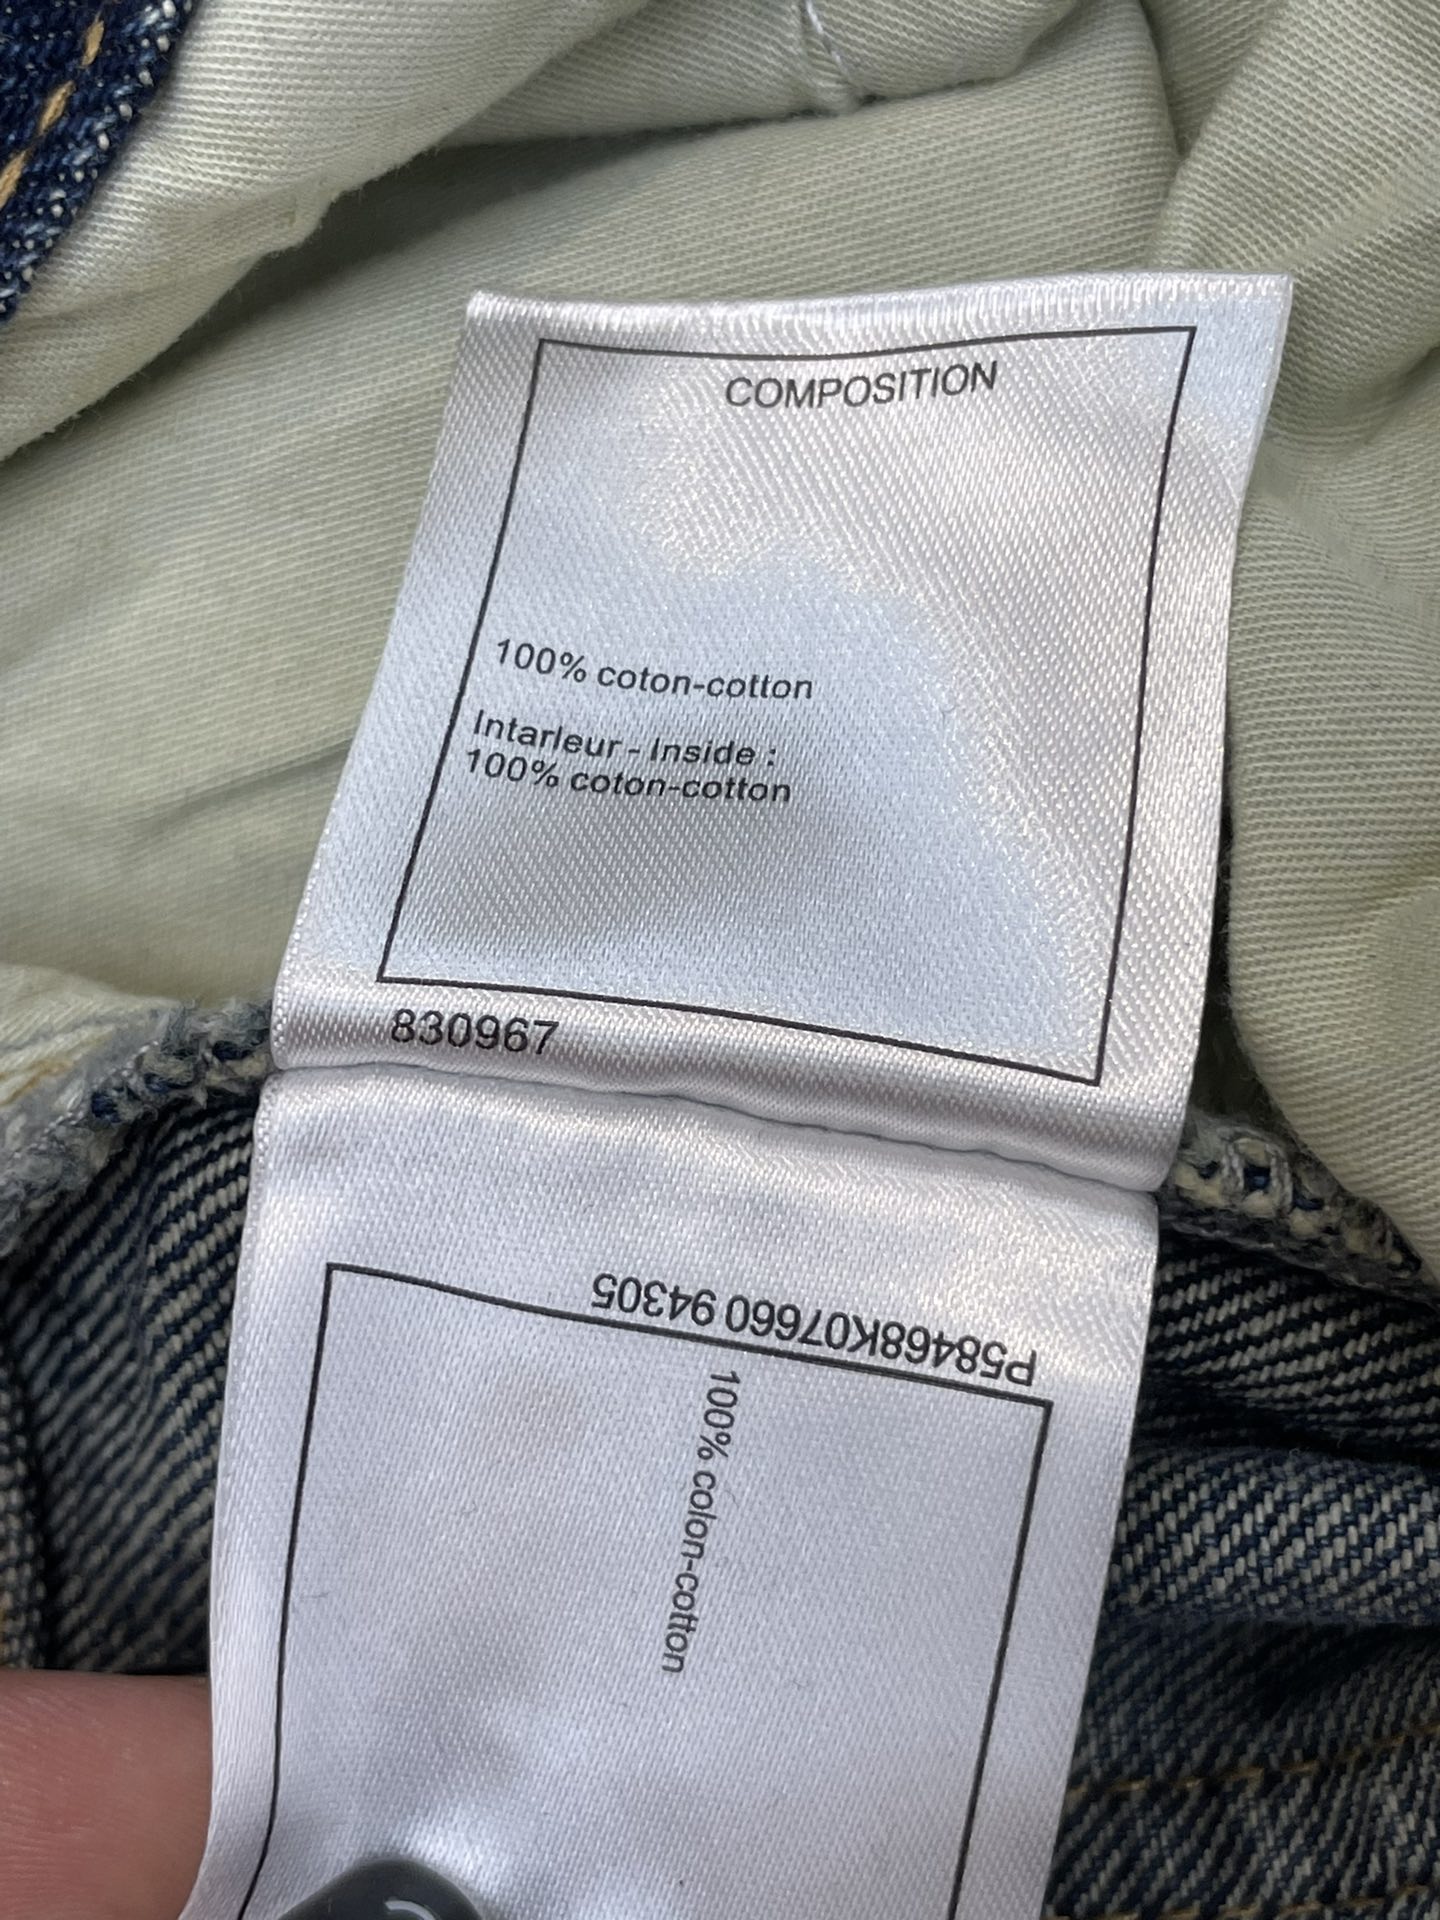 COMPOSITION
100% coton-cotton
Intarleur - Inside :
100% coton-cotton
830967
P58468K07660 94305
100% colon-cotton